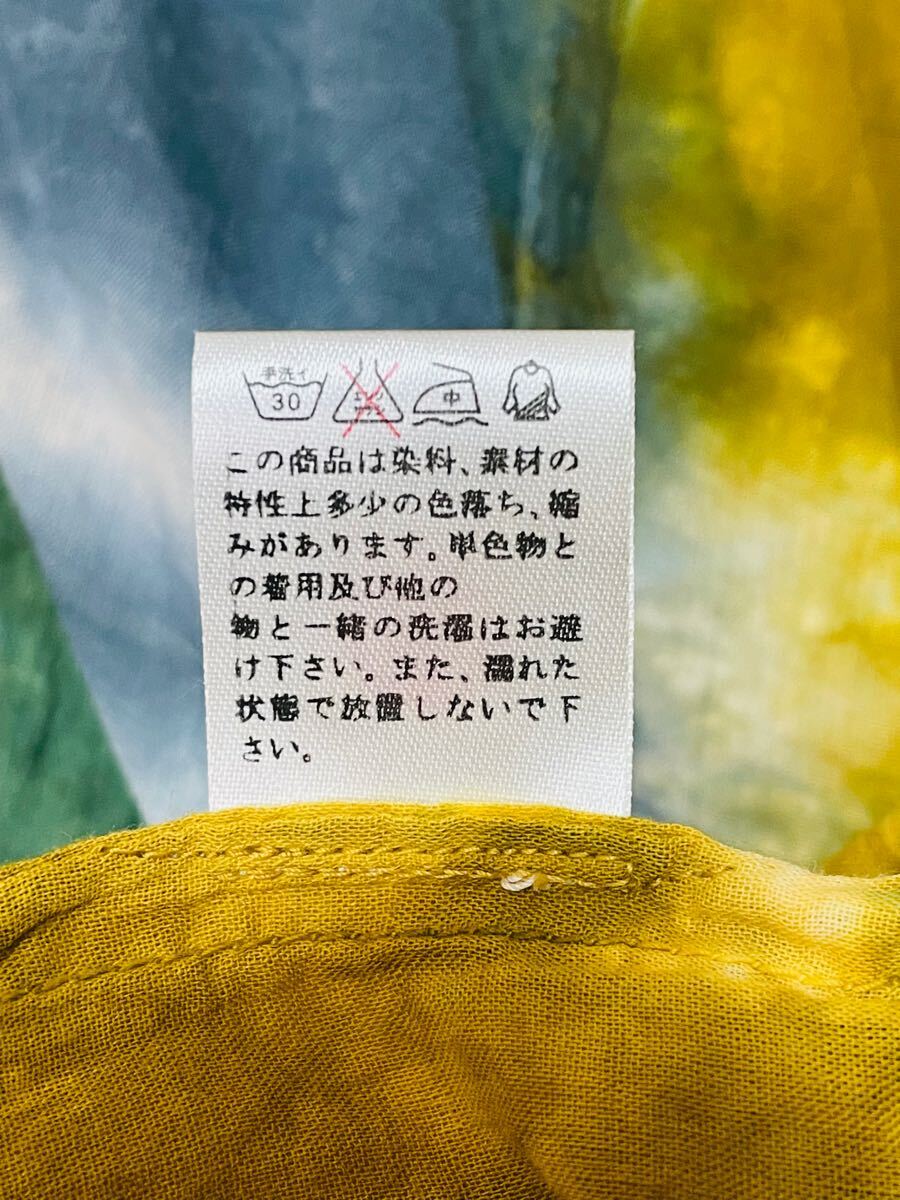 手洗イ
30
中
この商品は染料、素材の
特性上多少の色落ち、縮
みがあります。単色物と
の着用及び他の
物と一緒の洗濯はお避
け下さい。また、濡れた
状態で放置しないで下
さい。